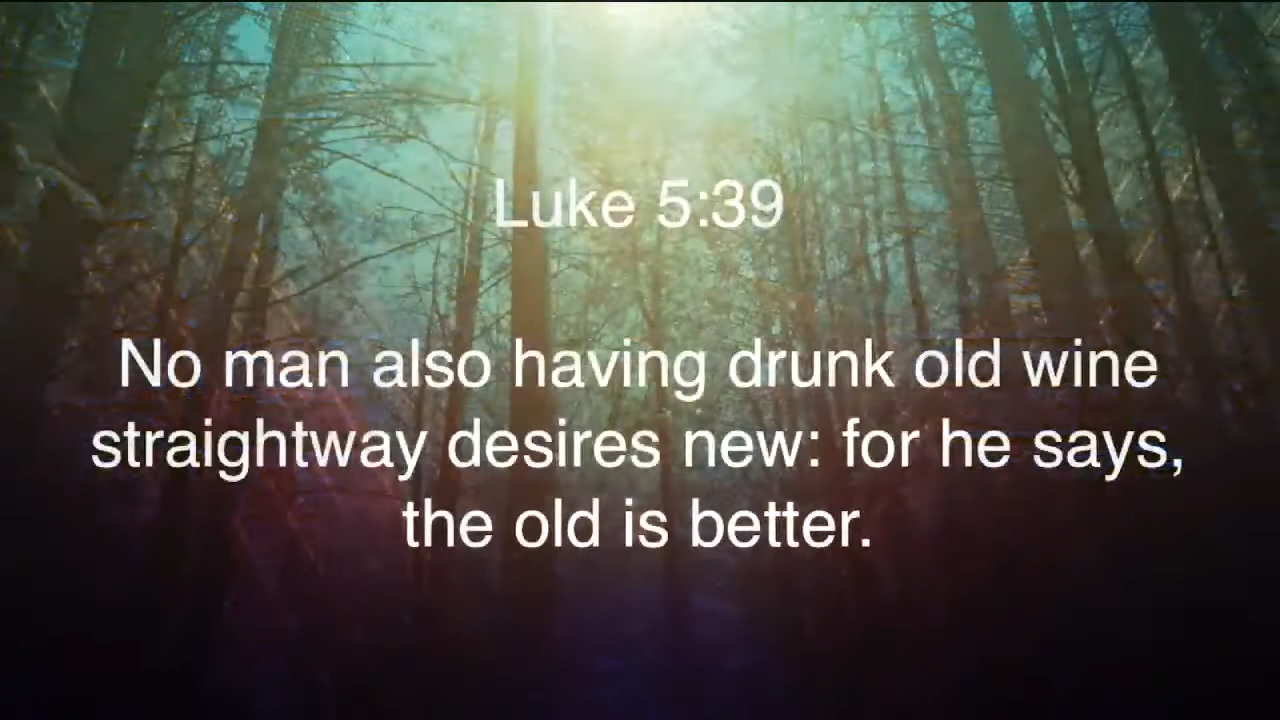 Luke 5:39
No man also having drunk old wine
straightway desires new: for he says,
the old is better.